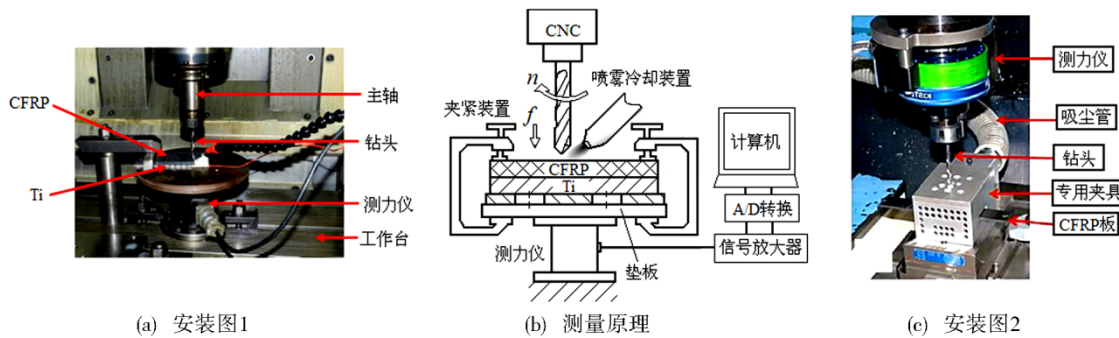 CFRP
Ti
主轴
钻头
测力仪
工作台
(a) 安装图1
CNC
n
f
喷雾冷却装置
夹紧装置
CFRP
Ti
测力仪
垫板
计算机
A/D转换
信号放大器
(b) 测量原理
测力仪
吸尘管
钻头
专用夹具
CFRP板
(c) 安装图2